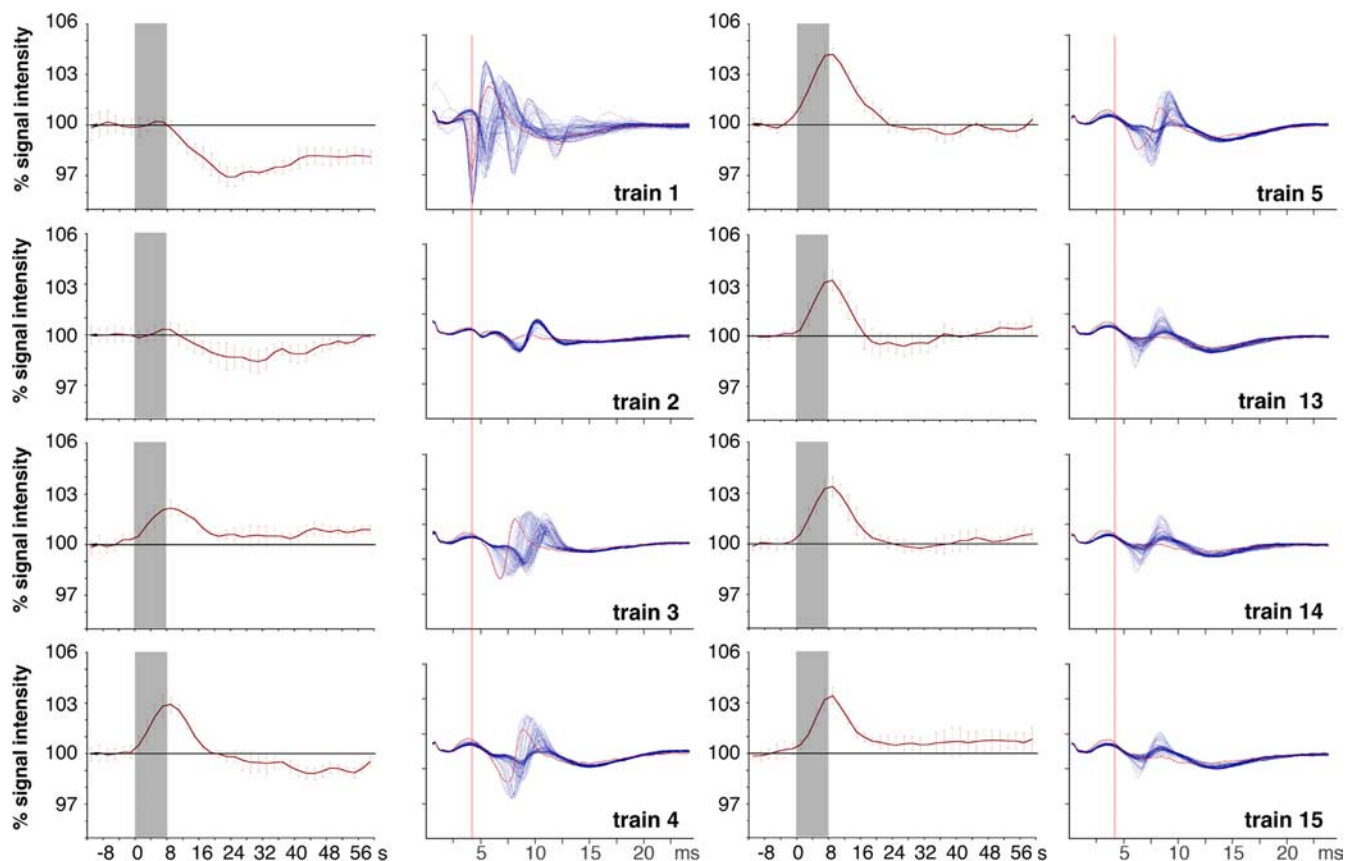 106
103
100
97
% signal intensity
train 1
106
103
100
97
train 5
106
103
100
97
% signal intensity
train 2
106
103
100
97
train 13
106
103
100
97
% signal intensity
train 3
106
103
100
97
train 14
106
103
100
97
% signal intensity
train 4
106
103
100
97
train 15
-8 0 8 16 24 32 40 48 56 s
5 10 15 20 ms
-8 0 8 16 24 32 40 48 56 s
5 10 15 20 ms